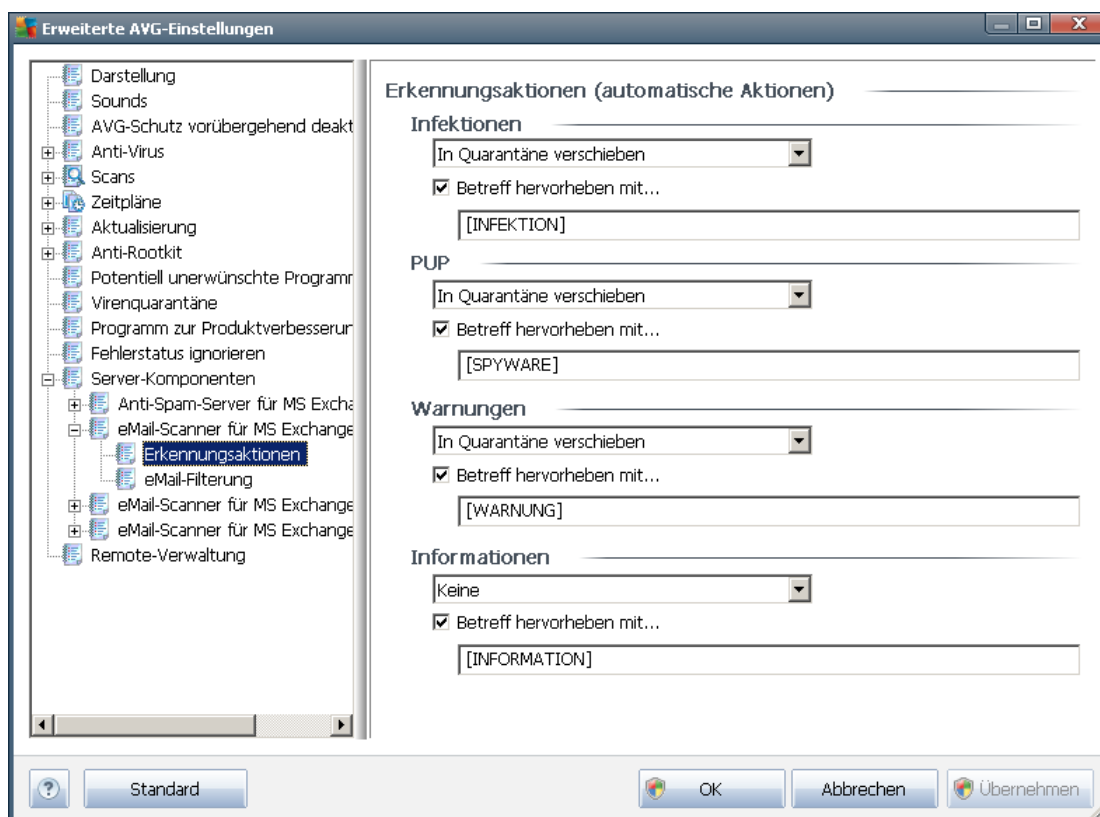 Erweiterte AVG-Einstellungen
Darstellung
Sounds
AVG-Schutz vorübergehend deakt
Anti-Virus
Scans
Zeitpläne
Aktualisierung
Anti-Rootkit
Potentiell unerwünschte Programm
Virenquarantäne
Programm zur Produktverbesserun
Fehlerstatus ignorieren
Server-Komponenten
Anti-Spam-Server für MS Excha
eMail-Scanner für MS Exchange
Erkennungsaktionen
eMail-Filterung
eMail-Scanner für MS Exchange
eMail-Scanner für MS Exchange
Remote-Verwaltung
Erkennungsaktionen (automatische Aktionen)
Infektionen
In Quarantäne verschieben
Betreff hervorheben mit...
[INFEKTION]
PUP
In Quarantäne verschieben
Betreff hervorheben mit...
[SPYWARE]
Warnungen
In Quarantäne verschieben
Betreff hervorheben mit...
[WARNUNG]
Informationen
Keine
Betreff hervorheben mit...
[INFORMATION]
? Standard OK Abbrechen Übernehmen